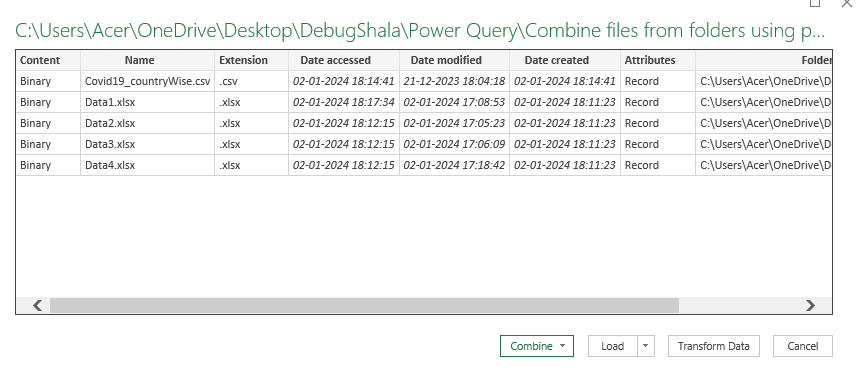 C:\Users\Acer\OneDrive\Desktop\DebugShala\Power Query\Combine files from folders using p...
Content Name Extension Date accessed Date modified Date created Attributes Folder
Binary Covid19_countryWise.csv .csv 02-01-2024 18:14:41 21-12-2023 18:04:18 02-01-2024 18:14:41 Record C:\Users\Acer\OneDrive\D
Binary Data1.xlsx .xlsx 02-01-2024 18:17:34 02-01-2024 17:08:53 02-01-2024 18:11:23 Record C:\Users\Acer\OneDrive\D
Binary Data2.xlsx .xlsx 02-01-2024 18:12:15 02-01-2024 17:05:23 02-01-2024 18:11:23 Record C:\Users\Acer\OneDrive\D
Binary Data3.xlsx .xlsx 02-01-2024 18:12:15 02-01-2024 17:06:09 02-01-2024 18:11:23 Record C:\Users\Acer\OneDrive\D
Binary Data4.xlsx .xlsx 02-01-2024 18:12:15 02-01-2024 17:18:42 02-01-2024 18:11:23 Record C:\Users\Acer\OneDrive\D
Combine Load Transform Data Cancel